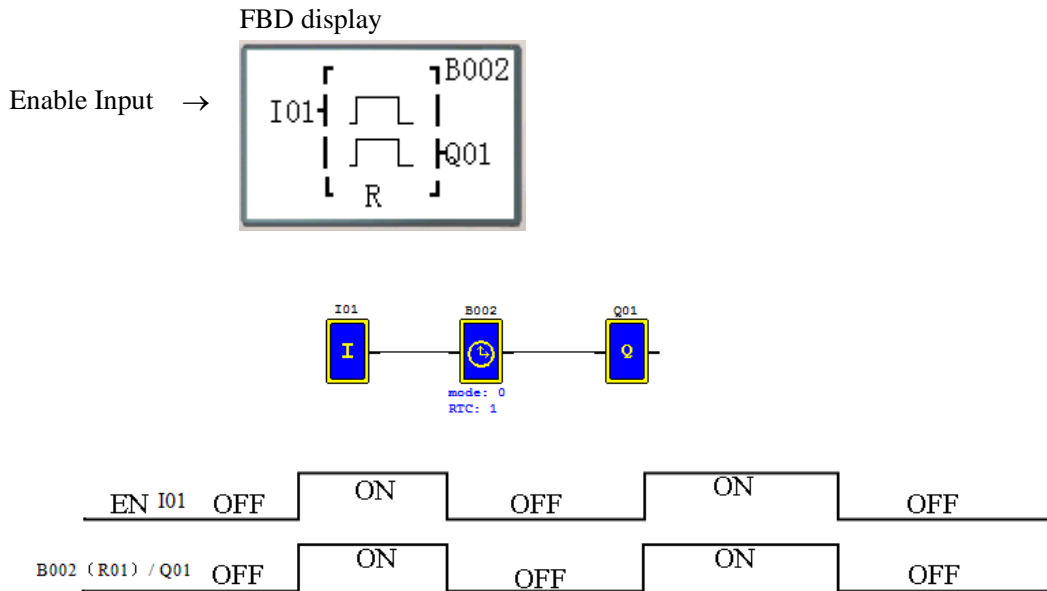 FBD display
B002
Enable Input → I01
Q01
R
I01 B002 Q01
I Q
mode: 0
RTC: 1
EN I01 OFF ON OFF ON OFF
B002（R01）/ Q01 OFF ON OFF ON OFF